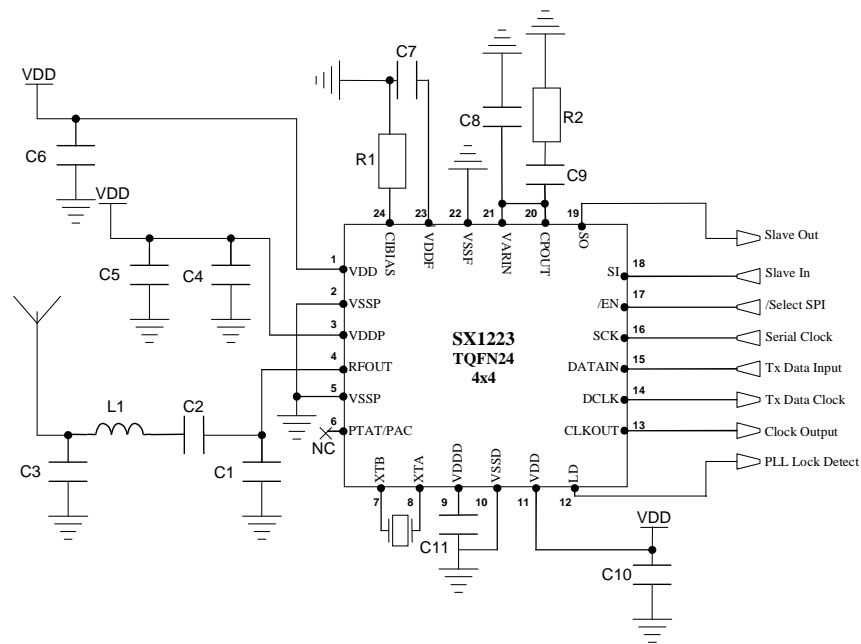 VDD
C6
C7
R1
C8
R2
C9
VDD
C5
C4
24
23
22
21
20
19
CIBIAS
VDDF
VSSF
VARIN
CPOUT
SO
1
VDD
2
VSSP
3
VDDP
4
RFOUT
5
VSSP
6
PTAT/PAC
NC
SX1223
TQFN24
4x4
SI
18
/EN
17
SCK
16
DATAIN
15
DCLK
14
CLKOUT
13
Slave Out
Slave In
/Select SPI
Serial Clock
Tx Data Input
Tx Data Clock
Clock Output
PLL Lock Detect
L1
C2
C3
C1
XTB
XTA
VDDD
VSSD
VDD
LD
7
8
9
10
11
12
C11
VDD
C10